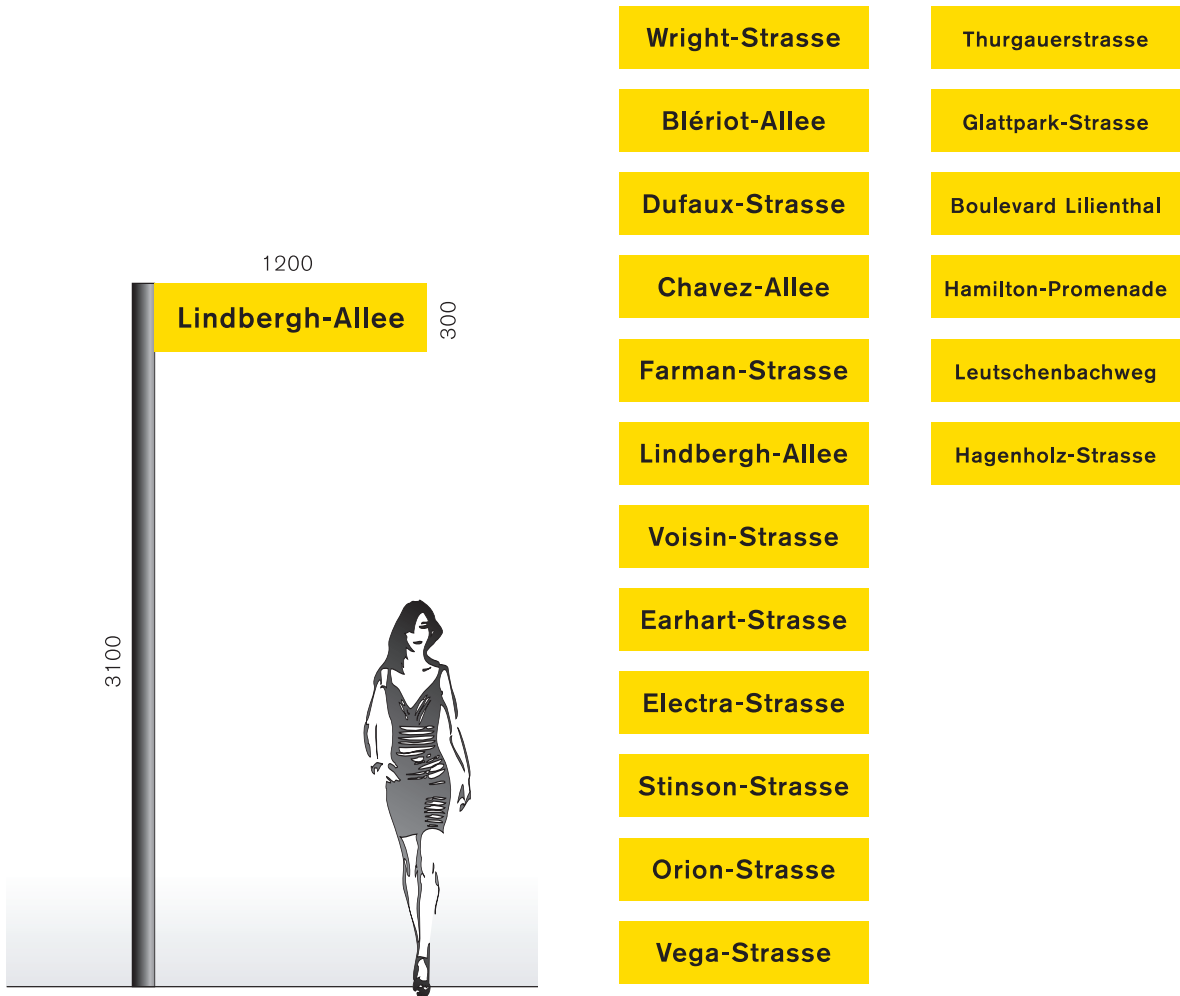 1200
Lindbergh-Allee
300
3100
Wright-Strasse
Blériot-Allee
Dufaux-Strasse
Chavez-Allee
Farman-Strasse
Lindbergh-Allee
Voisin-Strasse
Earhart-Strasse
Electra-Strasse
Stinson-Strasse
Orion-Strasse
Vega-Strasse
Thurgauerstrasse
Glattpark-Strasse
Boulevard Lilienthal
Hamilton-Promenade
Leutschenbachweg
Hagenholz-Strasse